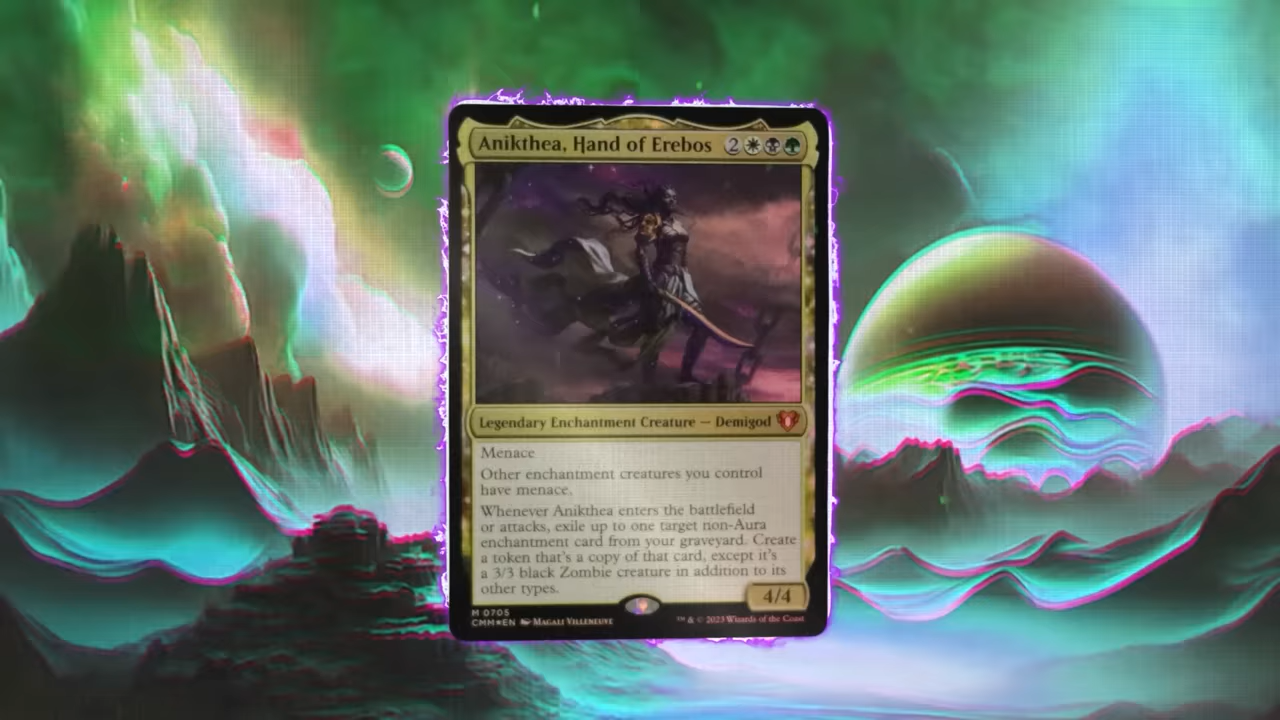 Anikthea, Hand of Erebos 2
Legendary Enchantment Creature — Demigod
Menace
Other enchantment creatures you control
have menace.
Whenever Anikthea enters the battlefield
or attacks, exile up to one target non-Aura
enchantment card from your graveyard. Create
a token that's a copy of that card, except it's
a 3/3 black Zombie creature in addition to its
other types.
4/4
M 0705
CMM★EN Magali Villeneuve ™ & © 2023 Wizards of the Coast